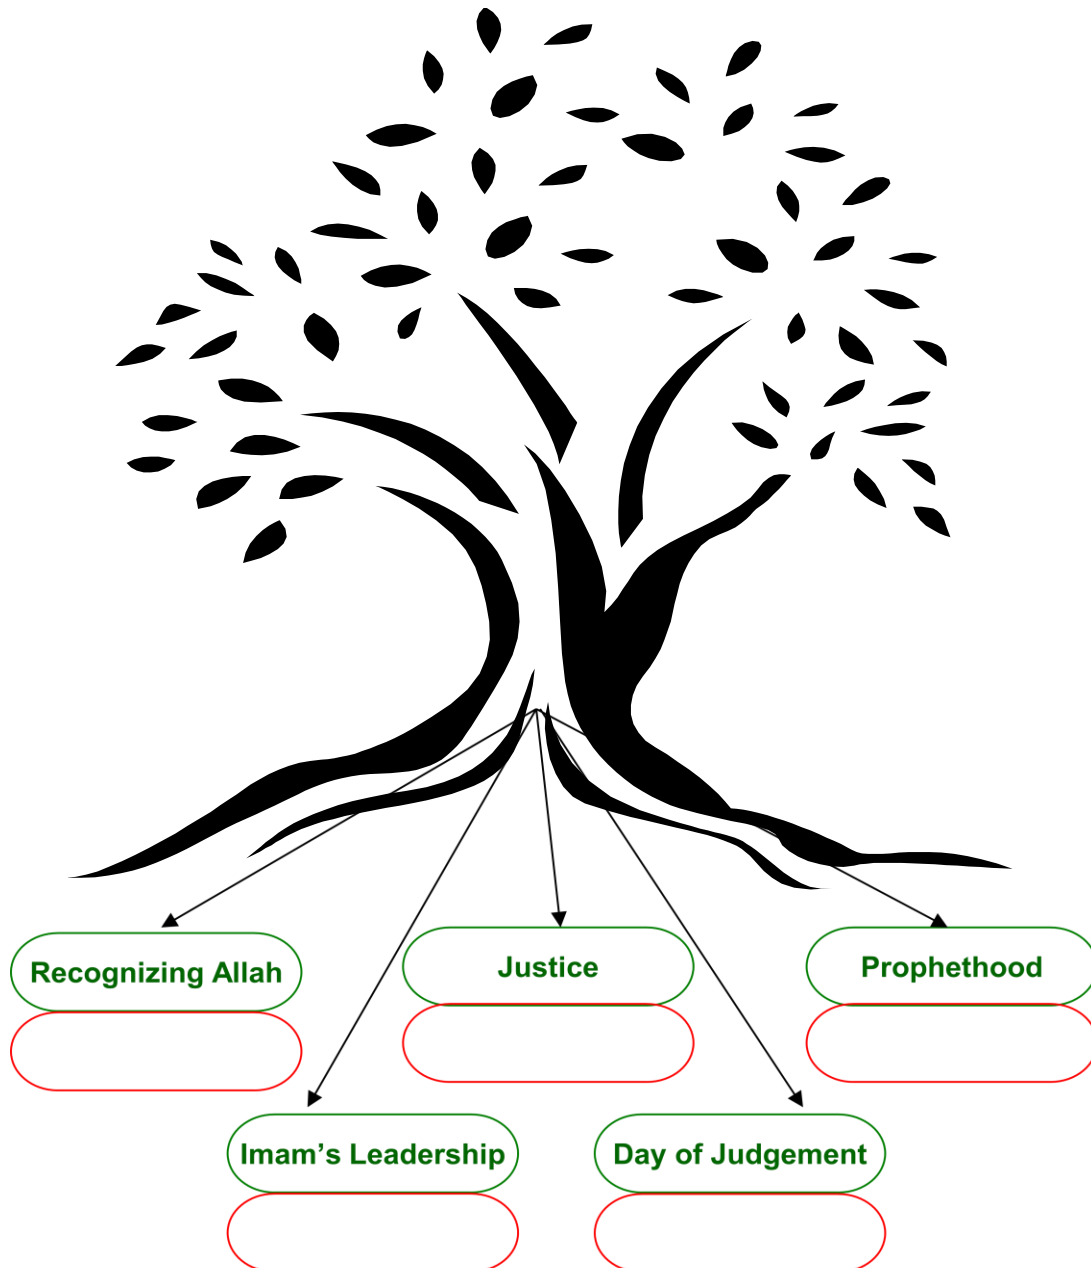 Recognizing Allah
Justice
Prophethood
Imam’s Leadership
Day of Judgement